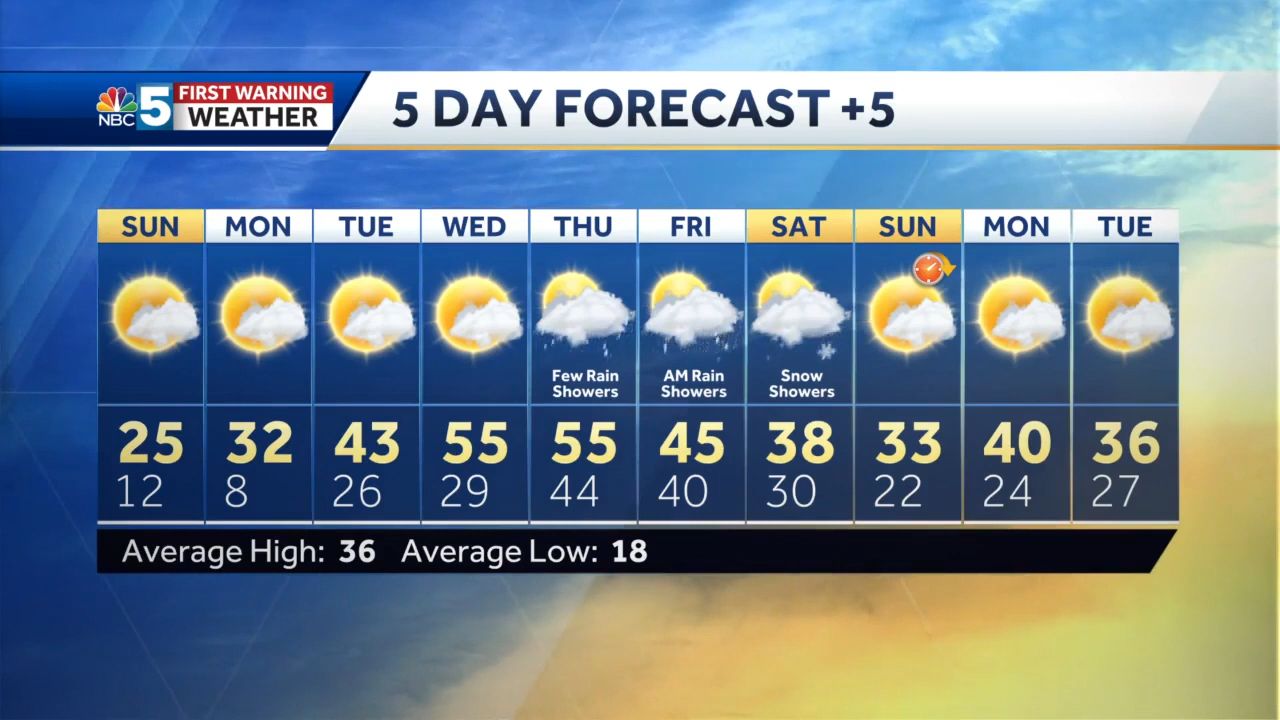 NBC 5 FIRST WARNING
WEATHER
5 DAY FORECAST +5
SUN MON TUE WED THU FRI SAT SUN MON TUE
Few Rain AM Rain Snow
Showers Showers Showers
25 32 43 55 55 45 38 33 40 36
12 8 26 29 44 40 30 22 24 27
Average High: 36 Average Low: 18